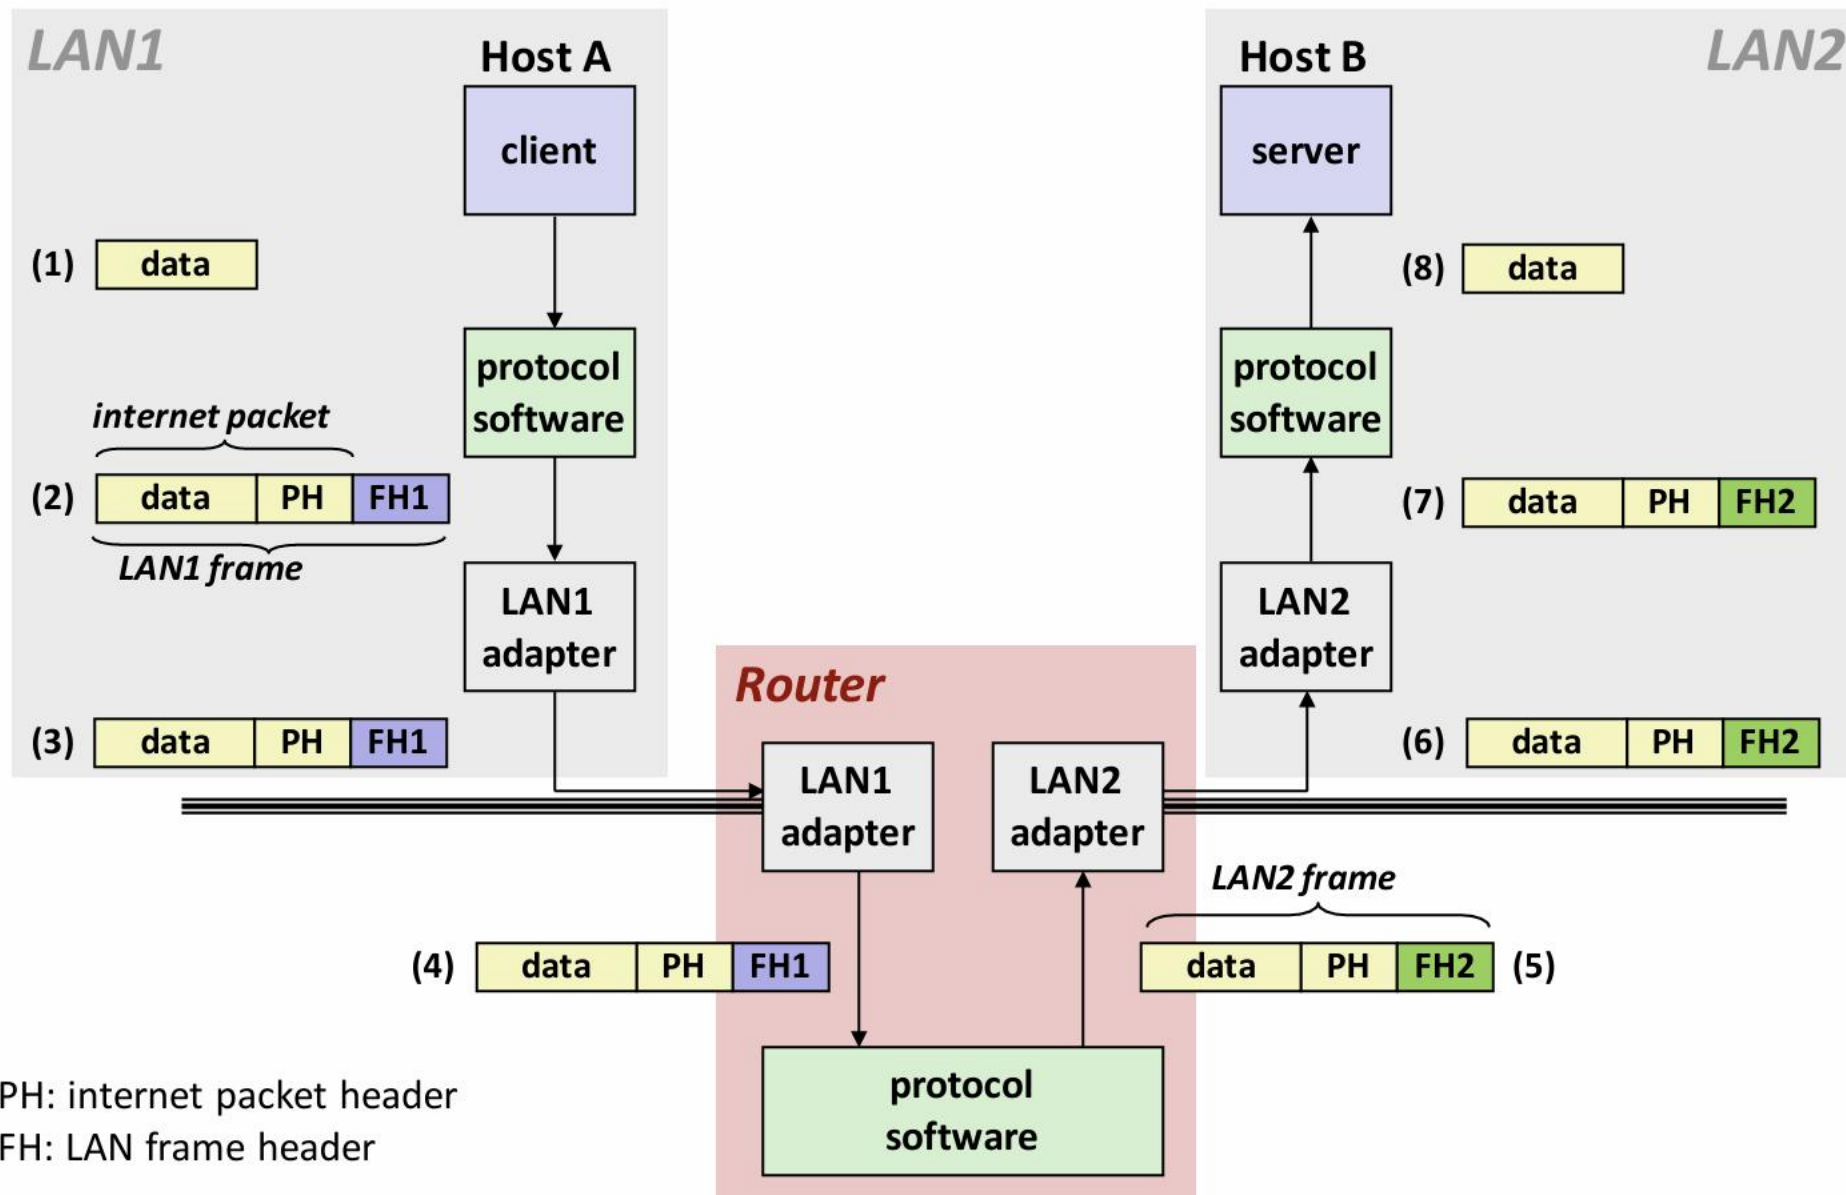 LAN1
Host A
client
(1) data
protocol
software
internet packet
(2) data PH FH1
LAN1 frame
LAN1
adapter
(3) data PH FH1
Host B
LAN2
server
(8) data
protocol
software
(7) data PH FH2
LAN2
adapter
(6) data PH FH2
Router
LAN1
adapter
LAN2
adapter
LAN2 frame
(4) data PH FH1
data PH FH2 (5)
protocol
software
PH: internet packet header
FH: LAN frame header